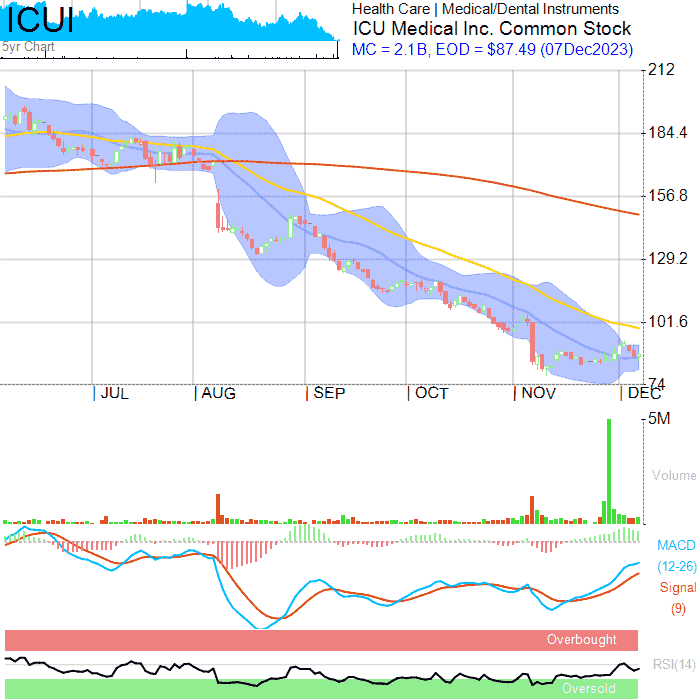 ICUI
Health Care | Medical/Dental Instruments
ICU Medical Inc. Common Stock
5yr Chart
MC = 2.1B, EOD = $87.49 (07Dec2023)
212
184.4
156.8
129.2
101.6
74
JUL AUG SEP OCT NOV DEC
5M
Volume
MACD
(12-26)
Signal
(9)
Overbought
RSI(14)
Oversold